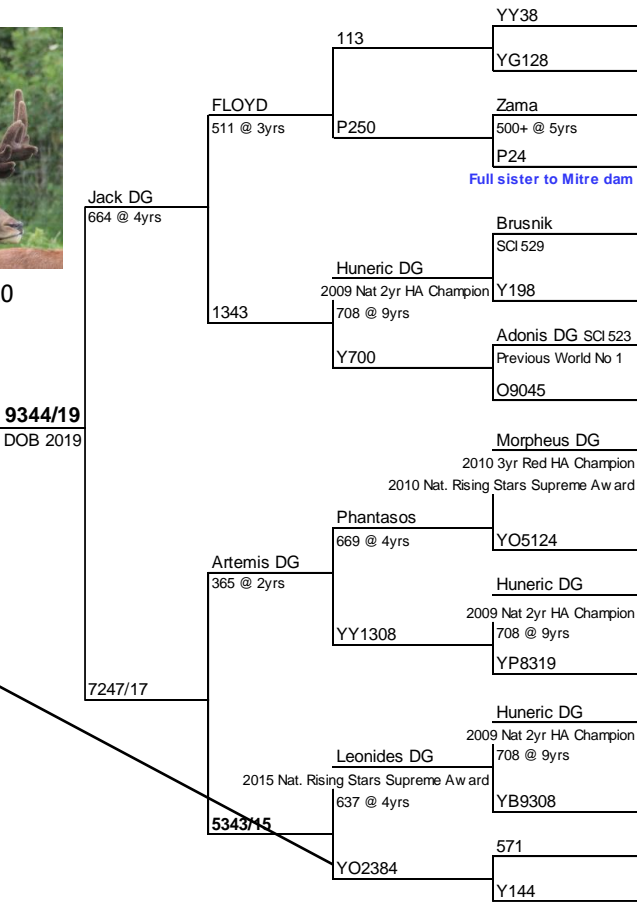 YY38
113
YG128
FLOYD
511 @ 3yrs
Zama
P250
500+ @ 5yrs
P24
Full sister to Mitre dam
Jack DG
664 @ 4yrs
Brusnik
SCI 529
Huneric DG
2009 Nat 2yr HA Champion
Y198
0
1343
708 @ 9yrs
Adonis DG SCI 523
Y700
Previous World No 1
O9045
9344/19
DOB 2019
Morpheus DG
2010 3yr Red HA Champion
2010 Nat. Rising Stars Supreme Award
Phantasos
669 @ 4yrs
YO5124
Artemis DG
365 @ 2yrs
Huneric DG
2009 Nat 2yr HA Champion
YY1308
708 @ 9yrs
YP8319
7247/17
Huneric DG
2009 Nat 2yr HA Champion
Leonides DG
708 @ 9yrs
2015 Nat. Rising Stars Supreme Award
637 @ 4yrs
YB9308
5343/15
571
YO2384
Y144